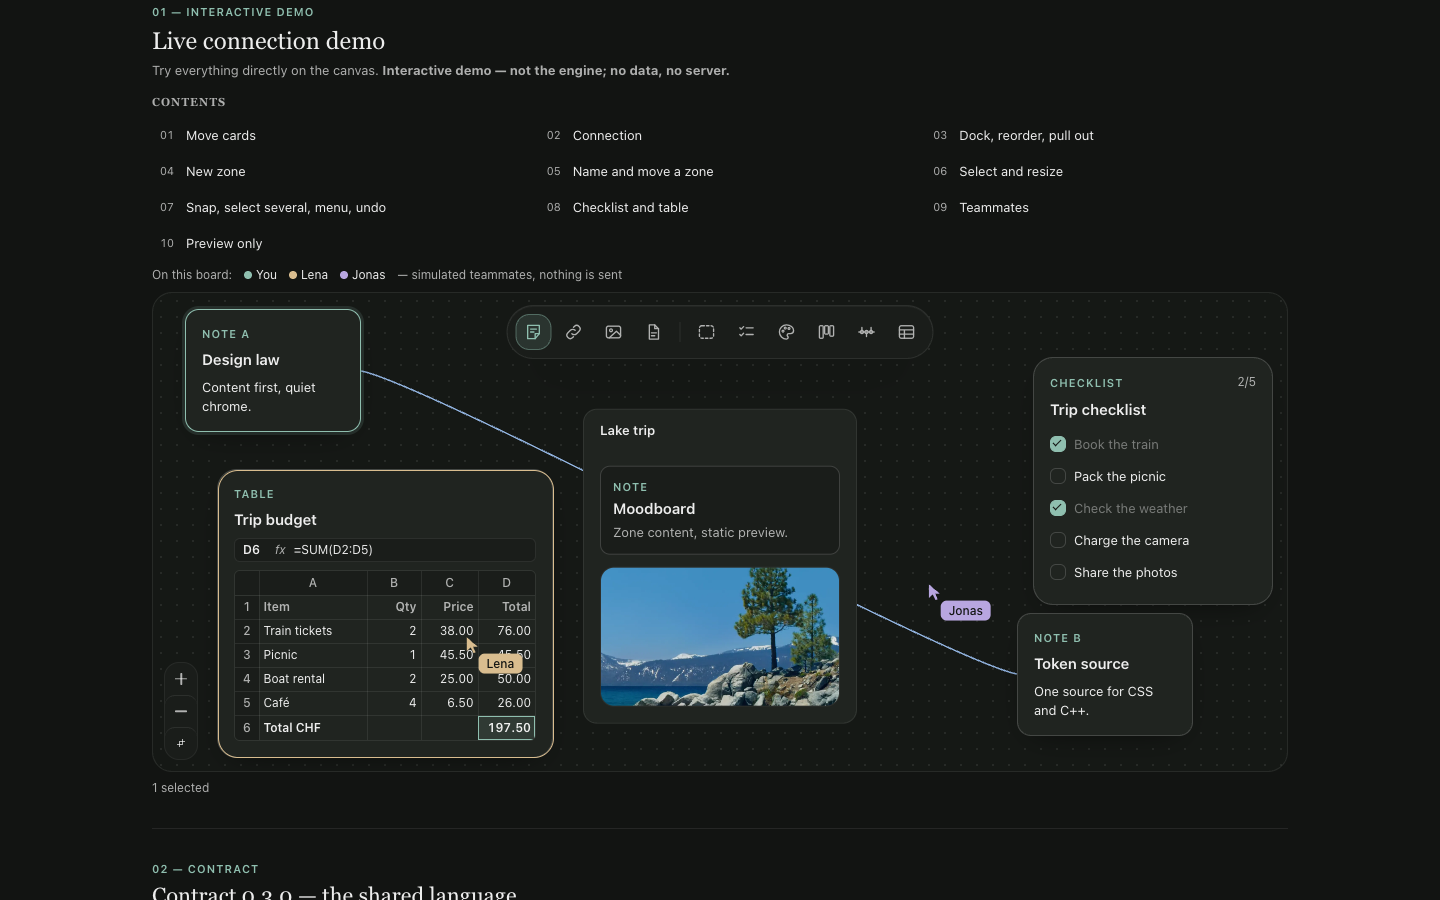 01 — INTERACTIVE DEMO
Live connection demo
Try everything directly on the canvas. Interactive demo — not the engine; no data, no server.
CONTENTS
01 Move cards
02 Connection
03 Dock, reorder, pull out
04 New zone
05 Name and move a zone
06 Select and resize
07 Snap, select several, menu, undo
08 Checklist and table
09 Teammates
10 Preview only
On this board: You Lena Jonas — simulated teammates, nothing is sent
NOTE A
Design law
Content first, quiet
chrome.
TABLE
Trip budget
D6 fx =SUM(D2:D5)
A B C D
1 Item Qty Price Total
2 Train tickets 2 38.00 76.00
3 Picnic 1 45.50
Lena
4 Boat rental 2 25.00 50.00
5 Café 4 6.50 26.00
6 Total CHF 197.50
Lake trip
NOTE
Moodboard
Zone content, static preview.
Jonas
CHECKLIST 2/5
Trip checklist
Book the train
Pack the picnic
Check the weather
Charge the camera
Share the photos
NOTE B
Token source
One source for CSS
and C++.
1 selected
02 — CONTRACT
Contract 0.3.0 — the shared language